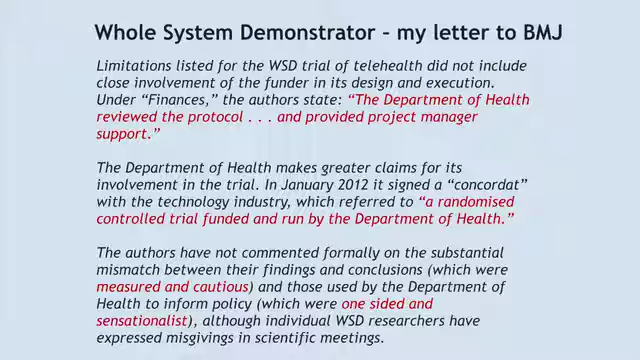 Whole System Demonstrator – my letter to BMJ
Limitations listed for the WSD trial of telehealth did not include
close involvement of the funder in its design and execution.
Under “Finances,” the authors state: “The Department of Health
reviewed the protocol . . . and provided project manager
support.”
The Department of Health makes greater claims for its
involvement in the trial. In January 2012 it signed a “concordat”
with the technology industry, which referred to “a randomised
controlled trial funded and run by the Department of Health.”
The authors have not commented formally on the substantial
mismatch between their findings and conclusions (which were
measured and cautious) and those used by the Department of
Health to inform policy (which were one sided and
sensationalist), although individual WSD researchers have
expressed misgivings in scientific meetings.